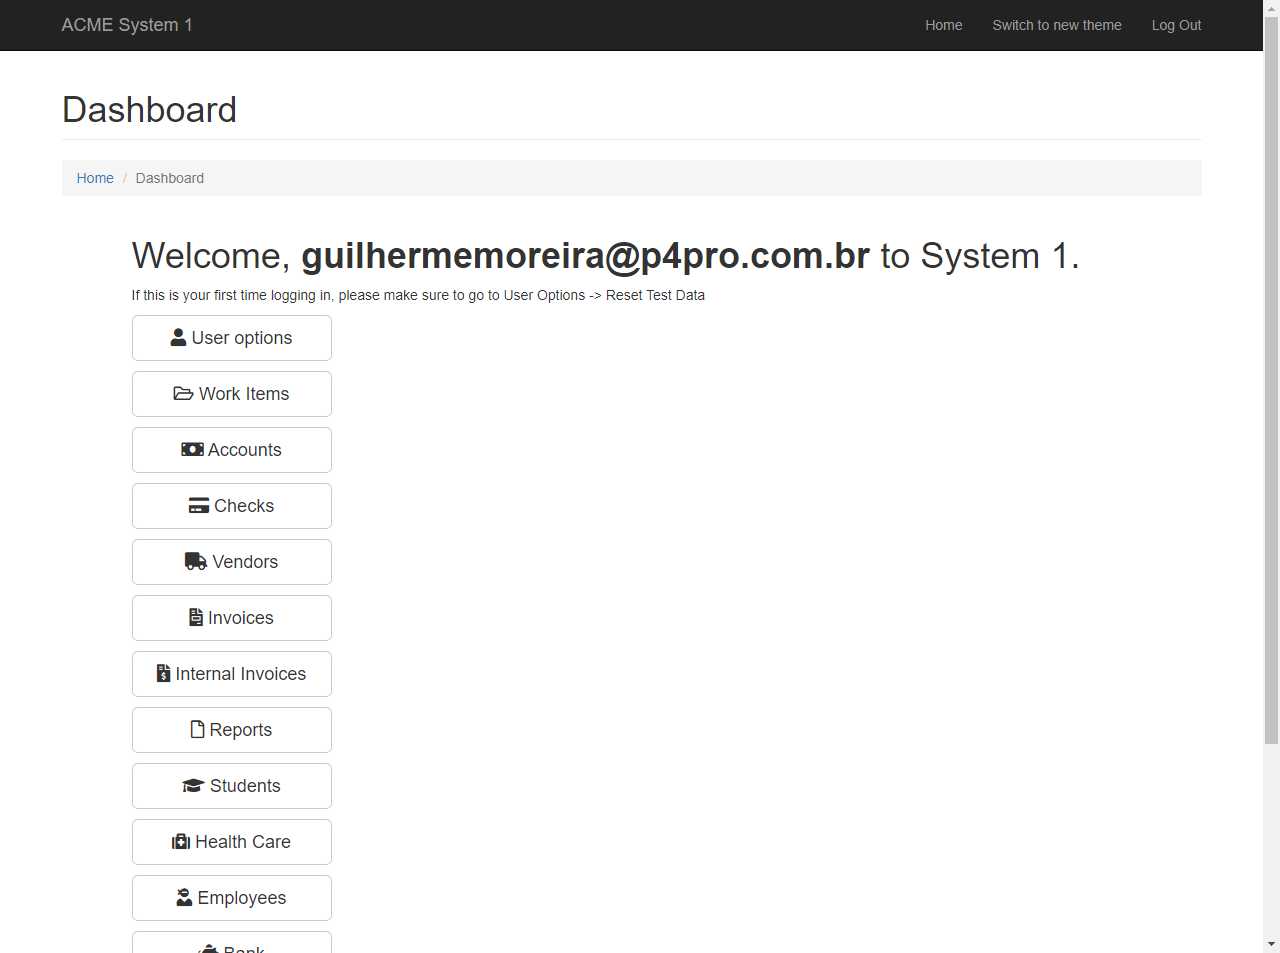 ACME System 1
Home
Switch to new theme
Log Out
Dashboard
Home / Dashboard
Welcome, guilhermemoreira@p4pro.com.br to System 1.
If this is your first time logging in, please make sure to go to User Options -> Reset Test Data
User options
Work Items
Accounts
Checks
Vendors
Invoices
Internal Invoices
Reports
Students
Health Care
Employees
Bank